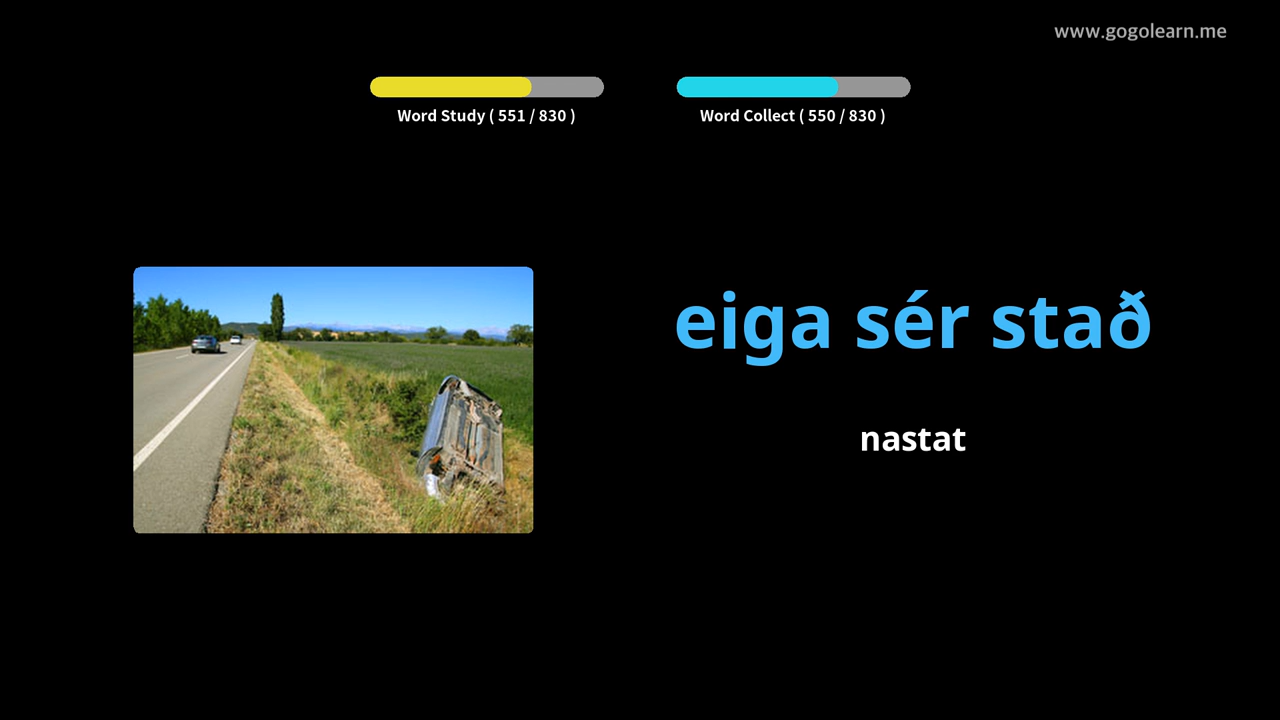 www.gogolearn.me
Word Study ( 551 / 830 )
Word Collect ( 550 / 830 )
eiga sér stað
nastat